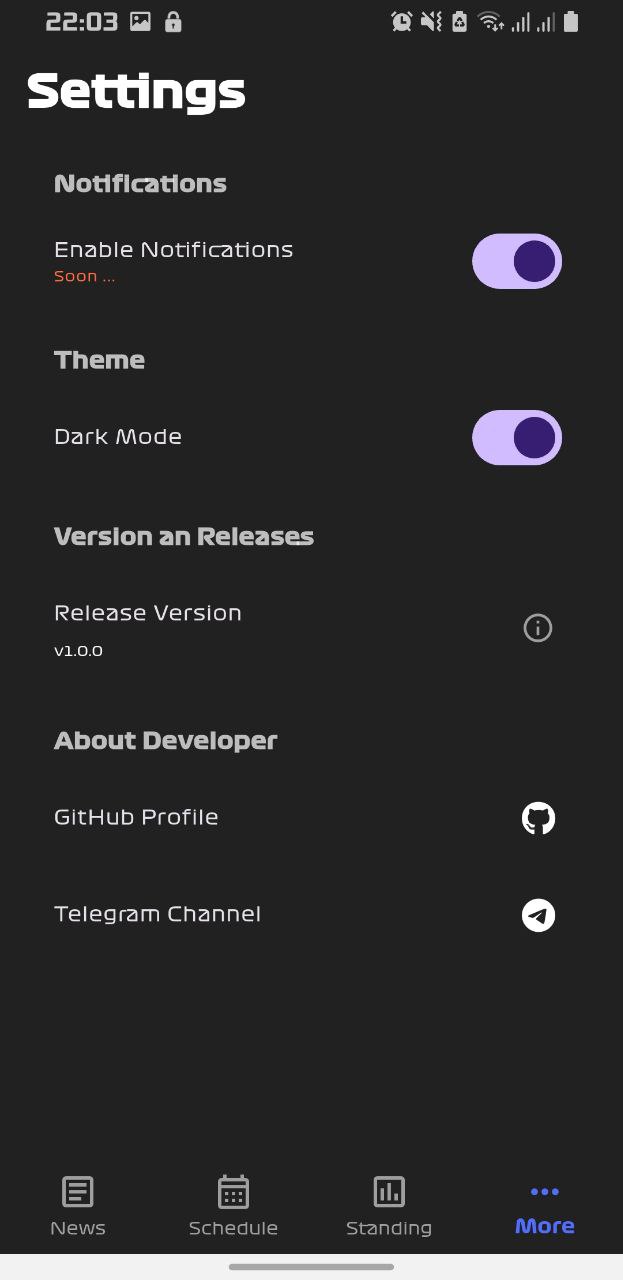 22:03
Settings
Notifications
Enable Notifications
Soon ...
Theme
Dark Mode
Version an Releases
Release Version
v1.0.0
About Developer
GitHub Profile
Telegram Channel
News
Schedule
Standing
More